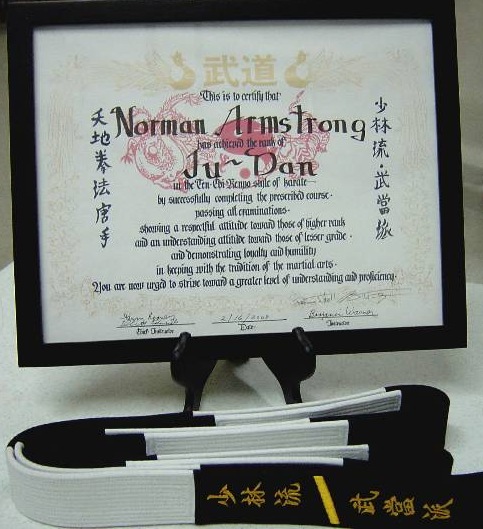 武道
This is to certify that
Norman Armstrong
has achieved the rank of
Ju-Dan
in the Ten-Chi-Kenpo style of karate
by successfully completing the prescribed course-
passing all examinations-
showing a respectful attitude toward those of higher rank
and an understanding attitude toward those of lesser grade-
and demonstrating loyalty and humility
in keeping with the tradition of the martial arts-
You are now urged to strive toward a greater level of understanding and proficiency-
Chief Instructor
Date
Instructor
天地拳法唐手
少林流・武當派
少林流 武當派